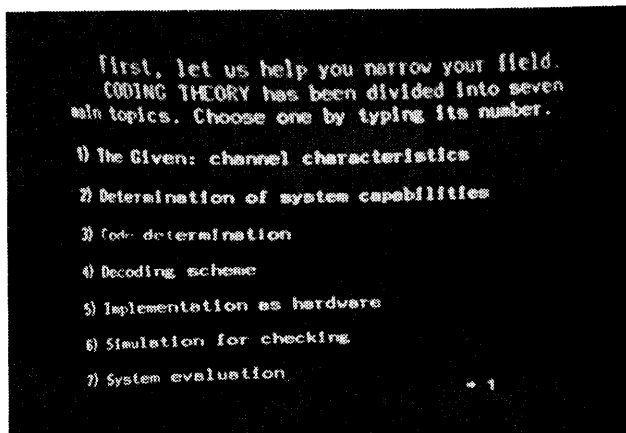 First, let us help you narrow your field.
CODING THEORY has been divided into seven
main topics. Choose one by typing its number.
1) The Given: channel characteristics
2) Determination of system capabilities
3) Code determination
4) Decoding scheme
5) Implementation as hardware
6) Simulation for checking
7) System evaluation
→ 1